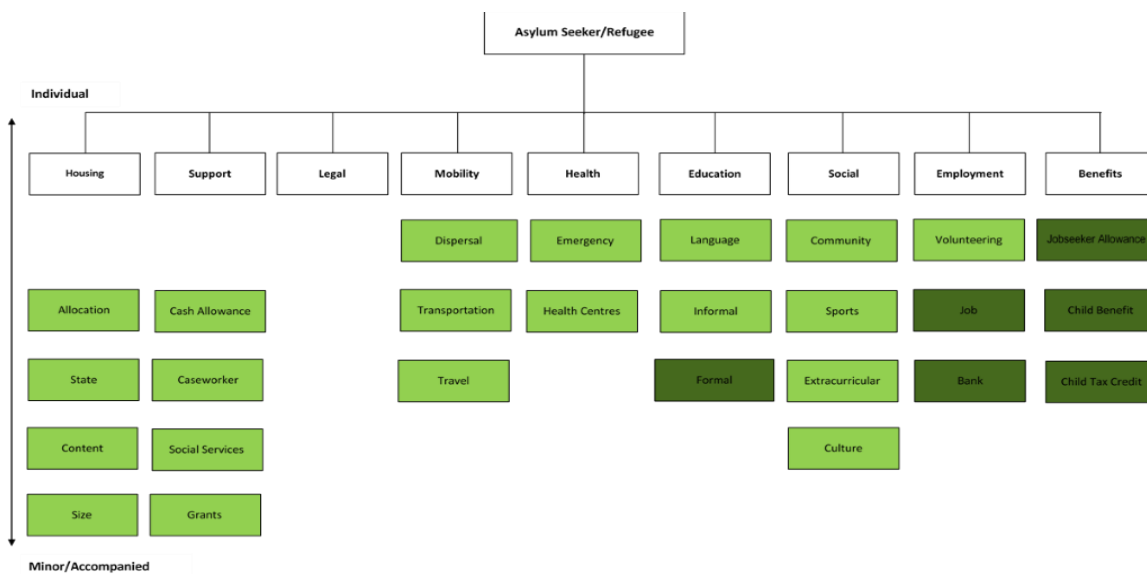 Asylum Seeker/Refugee
Individual
Housing
Support
Legal
Mobility
Health
Education
Social
Employment
Benefits
Dispersal
Emergency
Language
Community
Volunteering
Jobseeker Allowance
Allocation
Cash Allowance
Transportation
Health Centres
Informal
Sports
Job
Child Benefit
State
Caseworker
Travel
Formal
Extracurricular
Bank
Child Tax Credit
Content
Social Services
Culture
Size
Grants
Minor/Accompanied